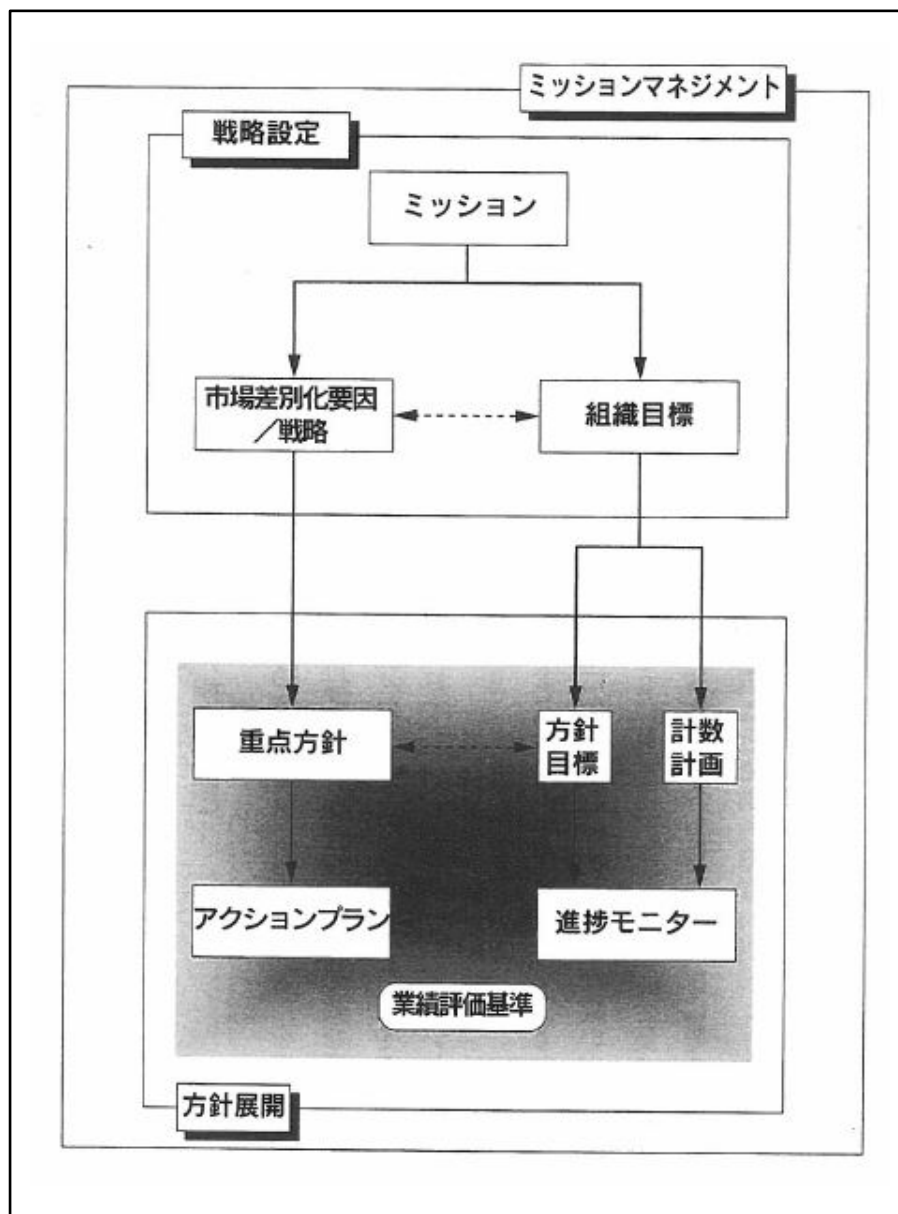 ミッションマネジメント
戦略設定
ミッション
市場差別化要因
／戦略
組織目標
重点方針
方針
目標
計数
計画
アクションプラン
進捗モニター
業績評価基準
方針展開